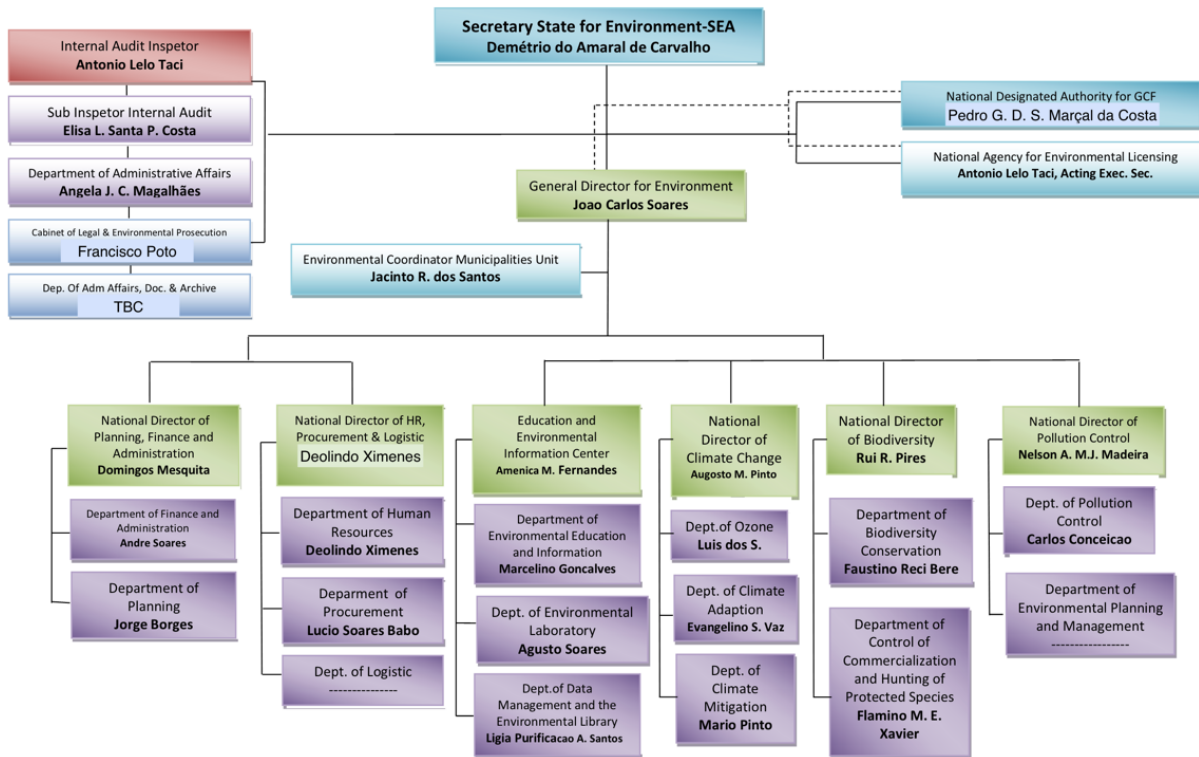 Secretary State for Environment-SEA
Demétrio do Amaral de Carvalho
Internal Audit Inspetor
Antonio Lelo Taci
Sub Inspetor Internal Audit
Elisa L. Santa P. Costa
Department of Administrative Affairs
Angela J. C. Magalhães
Cabinet of Legal & Environmental Prosecution
Francisco Poto
Dep. Of Adm Affairs, Doc. & Archive
TBC
National Designated Authority for GCF
Pedro G. D. S. Marçal da Costa
National Agency for Environmental Licensing
Antonio Lelo Taci, Acting Exec. Sec.
General Director for Environment
Joao Carlos Soares
Environmental Coordinator Municipalities Unit
Jacinto R. dos Santos
National Director of
Planning, Finance and
Administration
Domingos Mesquita
Department of Finance and
Administration
Andre Soares
Department of
Planning
Jorge Borges
National Director of HR,
Procurement & Logistic
Deolindo Ximenes
Department of Human
Resources
Deolindo Ximenes
Deparment of
Procurement
Lucio Soares Babo
Dept. of Logistic
---------------
Education and
Environmental
Information Center
Amenica M. Fernandes
Department of
Environmental Education
and Information
Marcelino Goncalves
Dept. of Environmental
Laboratory
Agusto Soares
Dept.of Data
Management and the
Environmental Library
Ligia Purificacao A. Santos
National
Director of
Climate Change
Augosto M. Pinto
Dept.of Ozone
Luis dos S.
Dept. of Climate
Adaption
Evangelino S. Vaz
Dept. of
Climate
Mitigation
Mario Pinto
National Director
of Biodiversity
Rui R. Pires
Department of
Biodiversity
Conservation
Faustino Reci Bere
Department of
Control of
Commercialization
and Hunting of
Protected Species
Flamino M. E.
Xavier
National Director of
Pollution Control
Nelson A. M.J. Madeira
Dept. of Pollution
Control
Carlos Conceicao
Department of
Environmental Planning
and Management
-----------------